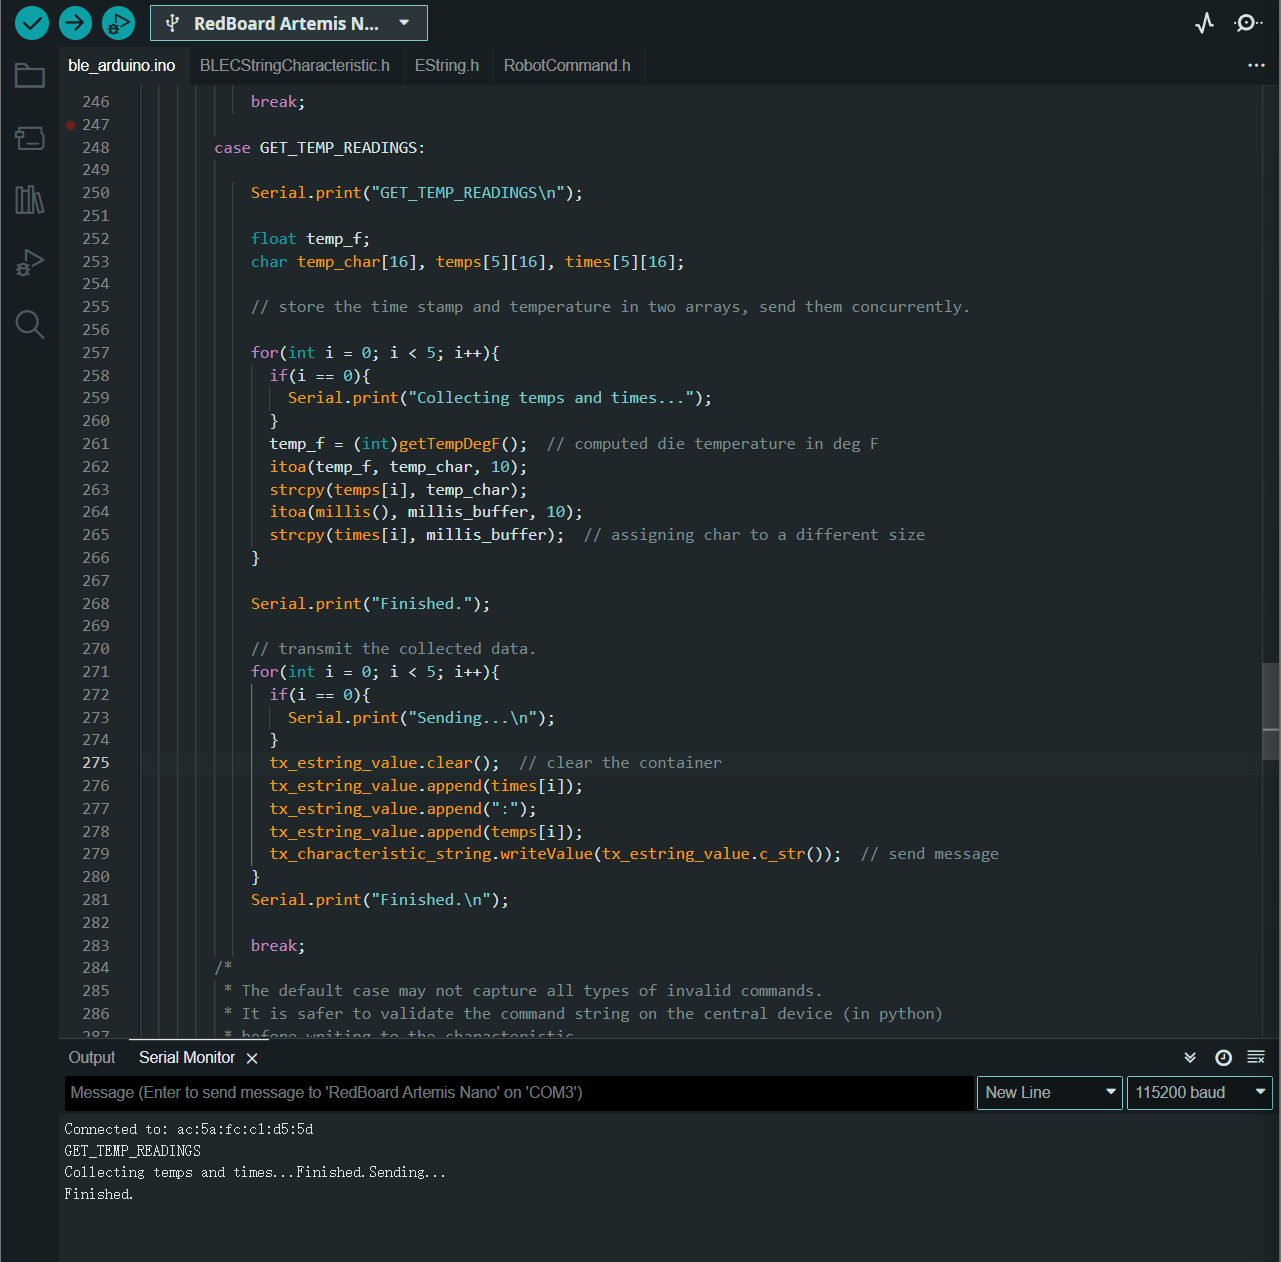 RedBoard Artemis N...
ble_arduino.ino BLECStringCharacteristic.h EString.h RobotCommand.h
246 break;
247
248 case GET_TEMP_READINGS:
249
250 Serial.print("GET_TEMP_READINGS\n");
251
252 float temp_f;
253 char temp_char[16], temps[5][16], times[5][16];
254
255 // store the time stamp and temperature in two arrays, send them concurrently.
256
257 for(int i = 0; i < 5; i++){
258 if(i == 0){
259 Serial.print("Collecting temps and times...");
260 }
261 temp_f = (int)getTempDegF(); // computed die temperature in deg F
262 itoa(temp_f, temp_char, 10);
263 strcpy(temps[i], temp_char);
264 itoa(millis(), millis_buffer, 10);
265 strcpy(times[i], millis_buffer); // assigning char to a different size
266 }
267
268 Serial.print("Finished.");
269
270 // transmit the collected data.
271 for(int i = 0; i < 5; i++){
272 if(i == 0){
273 Serial.print("Sending...\n");
274 }
275 tx_estring_value.clear(); // clear the container
276 tx_estring_value.append(times[i]);
277 tx_estring_value.append(":");
278 tx_estring_value.append(temps[i]);
279 tx_characteristic_string.writeValue(tx_estring_value.c_str()); // send message
280 }
281 Serial.print("Finished.\n");
282
283 break;
284 /*
285 * The default case may not capture all types of invalid commands.
286 * It is safer to validate the command string on the central device (in python)
287 * before writing to the characteristic.
Output Serial Monitor
Message (Enter to send message to 'RedBoard Artemis Nano' on 'COM3') New Line 115200 baud
Connected to: ac:5a:fc:c1:d5:5d
GET_TEMP_READINGS
Collecting temps and times...Finished.Sending...
Finished.